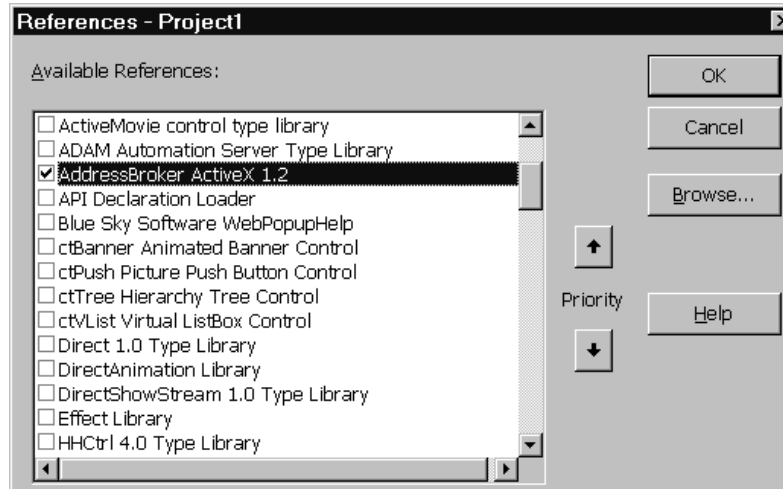 References - Project1
Available References:
OK
ActiveMovie control type library
Cancel
ADAM Automation Server Type Library
AddressBroker ActiveX 1.2
API Declaration Loader
Browse...
Blue Sky Software WebPopupHelp
ctBanner Animated Banner Control
ctPush Picture Push Button Control
ctTree Hierarchy Tree Control
Priority
ctVList Virtual ListBox Control
Help
Direct 1.0 Type Library
DirectAnimation Library
DirectShowStream 1.0 Type Library
Effect Library
HHCtrl 4.0 Type Library